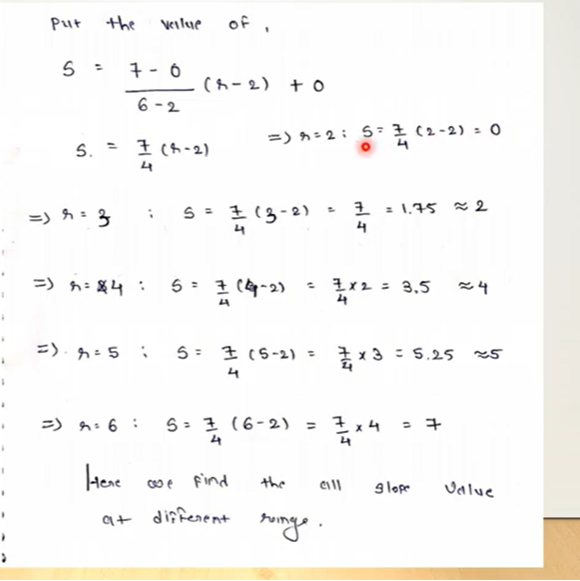 Put the value of,
S = 7 - 0 / 6 - 2 (r - 2) + 0
S. = 7/4 (r - 2) => r = 2 : S = 7/4 (2 - 2) = 0
=> r = 3 : S = 7/4 (3 - 2) = 7/4 = 1.75 ≈ 2
=> r = 4 : S = 7/4 (4 - 2) = 7/4 × 2 = 3.5 ≈ 4
=>. r = 5 : S = 7/4 (5 - 2) = 7/4 × 3 = 5.25 ≈ 5
=> r = 6 : S = 7/4 (6 - 2) = 7/4 × 4 = 7
Here we find the all slope value
at different range.